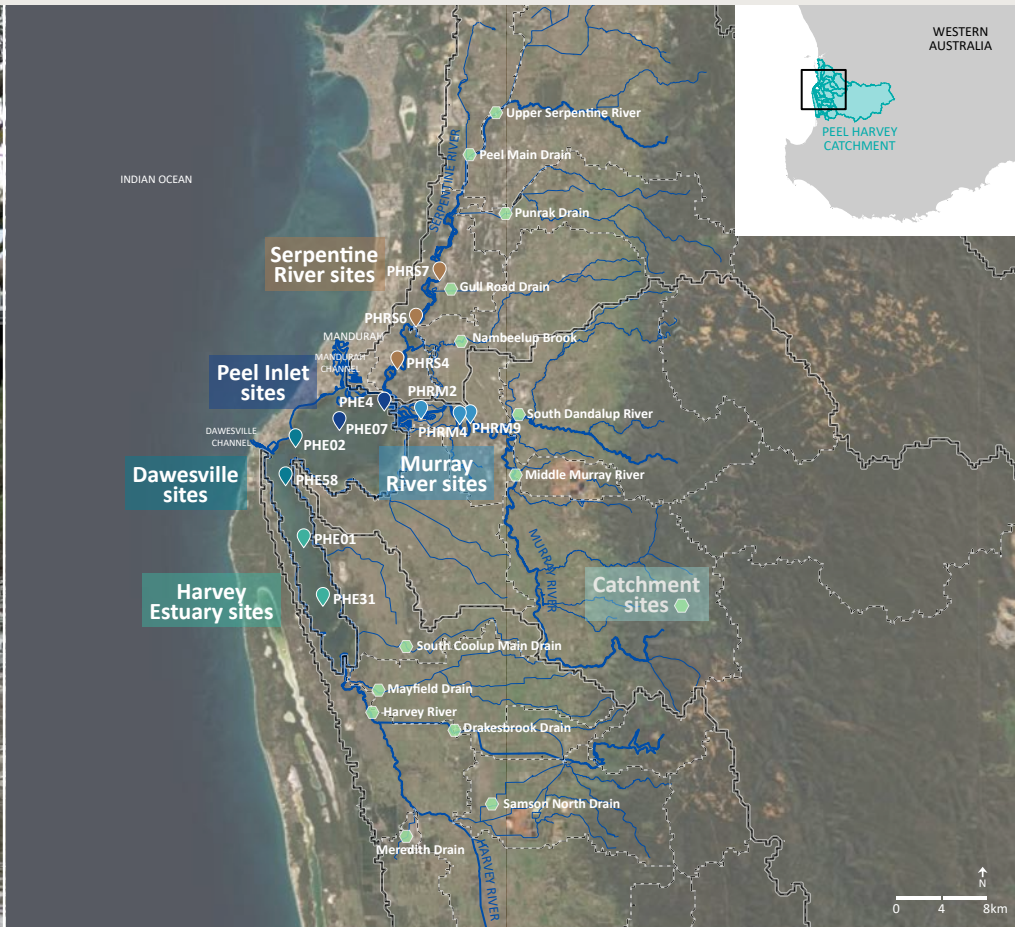 WESTERN
AUSTRALIA
PEEL HARVEY
CATCHMENT
INDIAN OCEAN
Upper Serpentine River
Peel Main Drain
SERPENTINE RIVER
Punrak Drain
Serpentine
River sites
PHRS7
Gull Road Drain
PHRS6
MANDURAH
Nambeelup Brook
MANDURAH
CHANNEL
PHRS4
Peel Inlet
sites
PHE4
PHRM2
PHE07
PHRM4
PHRM9
South Dandalup River
DAWESVILLE
CHANNEL
PHE02
Murray
River sites
Dawesville
sites
PHE58
Middle Murray River
PHE01
MURRAY RIVER
Harvey
Estuary sites
PHE31
Catchment
sites
South Coolup Main Drain
Mayfield Drain
Harvey River
Drakesbrook Drain
Samson North Drain
Meredith Drain
HARVEY RIVER
N
0 4 8km